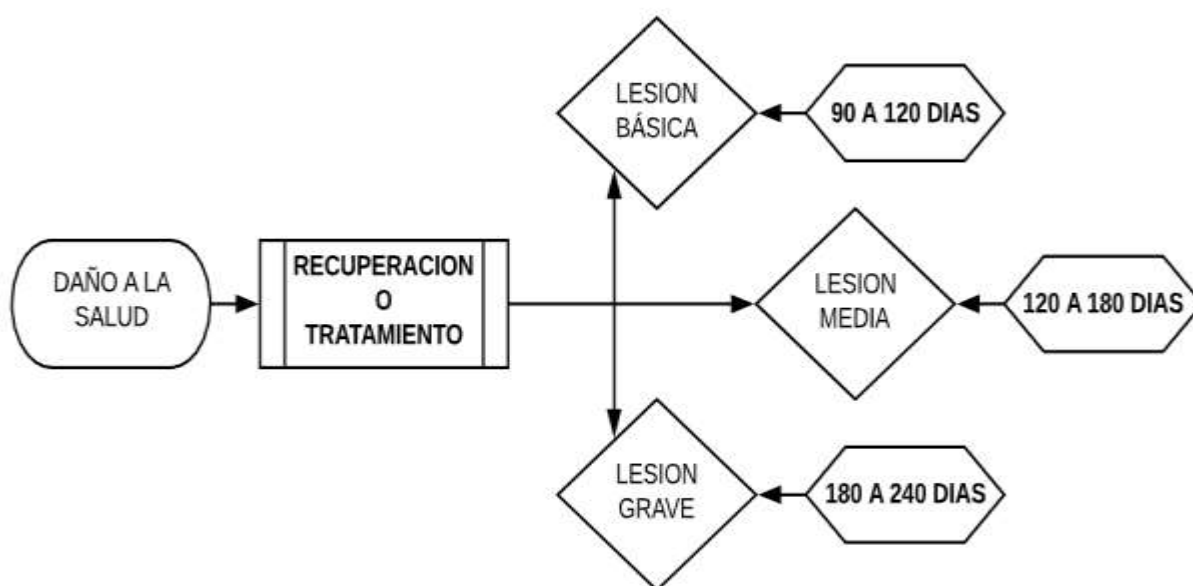 DAÑO A LA
SALUD
RECUPERACION
O
TRATAMIENTO
LESION
BÁSICA
90 A 120 DIAS
LESION
MEDIA
120 A 180 DIAS
LESION
GRAVE
180 A 240 DIAS